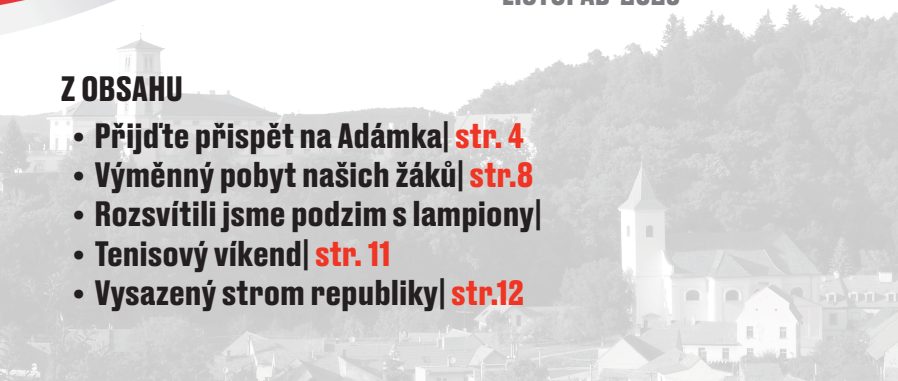 Z OBSAHU
• Přijďte přispět na Adámka| str. 4
• Výměnný pobyt našich žáků| str.8
• Rozsvítili jsme podzim s lampiony|
• Tenisový víkend| str. 11
• Vysazený strom republiky| str.12